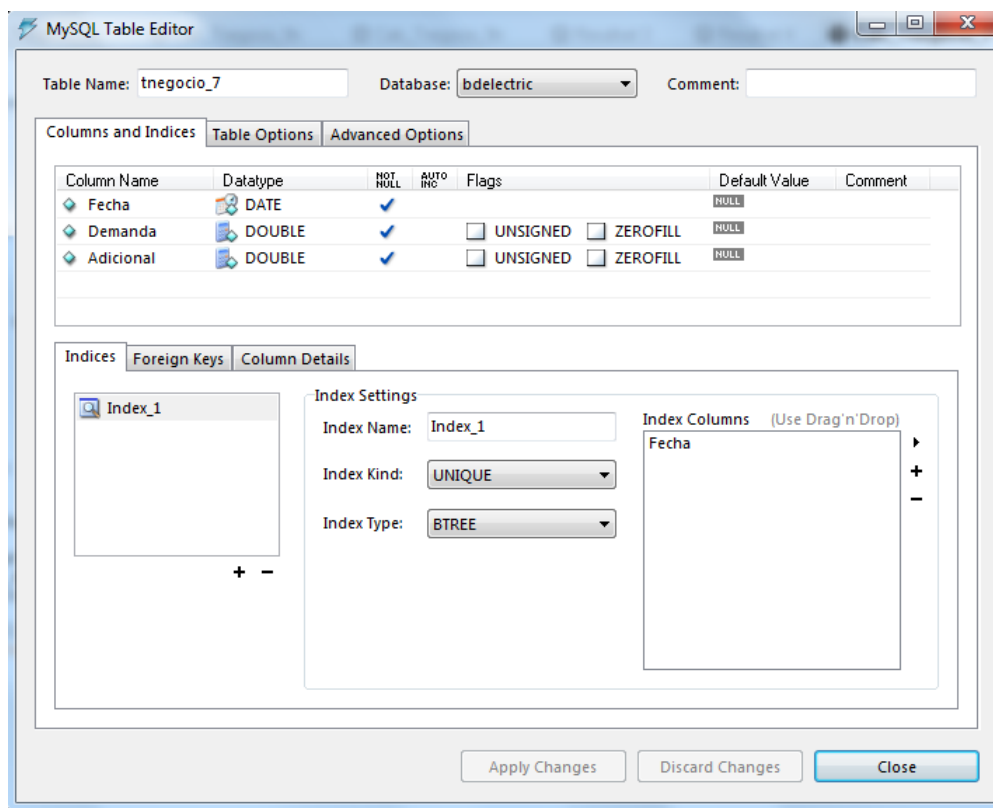 MySQL Table Editor
Table Name: tnegocio_7 Database: bdelectric Comment:
Columns and Indices Table Options Advanced Options
Column Name Datatype NOT NULL AUTO INC Flags Default Value Comment
Fecha DATE NULL
Demanda DOUBLE UNSIGNED ZEROFILL NULL
Adicional DOUBLE UNSIGNED ZEROFILL NULL
Indices Foreign Keys Column Details
Index_1
Index Settings
Index Name: Index_1
Index Kind: UNIQUE
Index Type: BTREE
Index Columns (Use Drag'n'Drop)
Fecha
Apply Changes Discard Changes Close